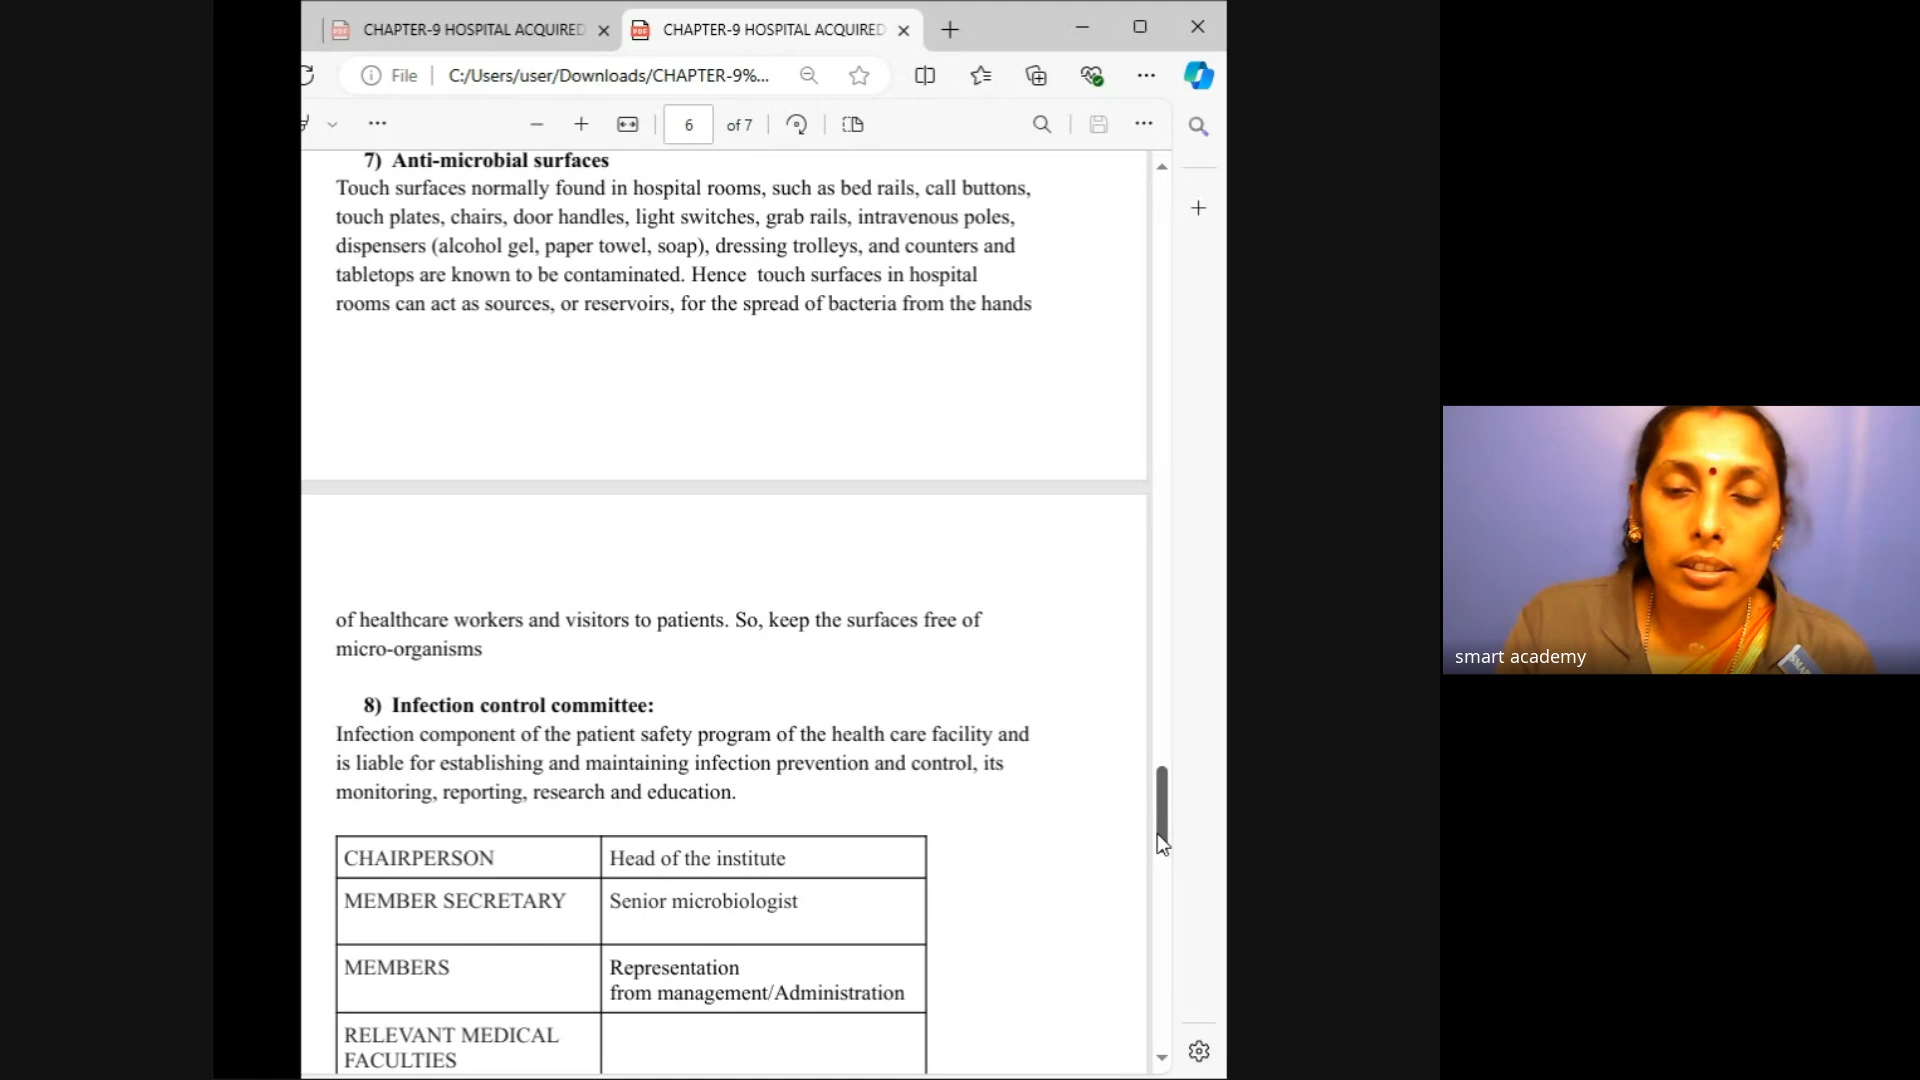 CHAPTER-9 HOSPITAL ACQUIRED
CHAPTER-9 HOSPITAL ACQUIRED
File
C:/Users/user/Downloads/CHAPTER-9%...
6 of 7
7) Anti-microbial surfaces
Touch surfaces normally found in hospital rooms, such as bed rails, call buttons,
touch plates, chairs, door handles, light switches, grab rails, intravenous poles,
dispensers (alcohol gel, paper towel, soap), dressing trolleys, and counters and
tabletops are known to be contaminated. Hence touch surfaces in hospital
rooms can act as sources, or reservoirs, for the spread of bacteria from the hands
of healthcare workers and visitors to patients. So, keep the surfaces free of
micro-organisms
8) Infection control committee:
Infection component of the patient safety program of the health care facility and
is liable for establishing and maintaining infection prevention and control, its
monitoring, reporting, research and education.
CHAIRPERSON Head of the institute
MEMBER SECRETARY Senior microbiologist
MEMBERS Representation
from management/Administration
RELEVANT MEDICAL
FACULTIES
smart academy